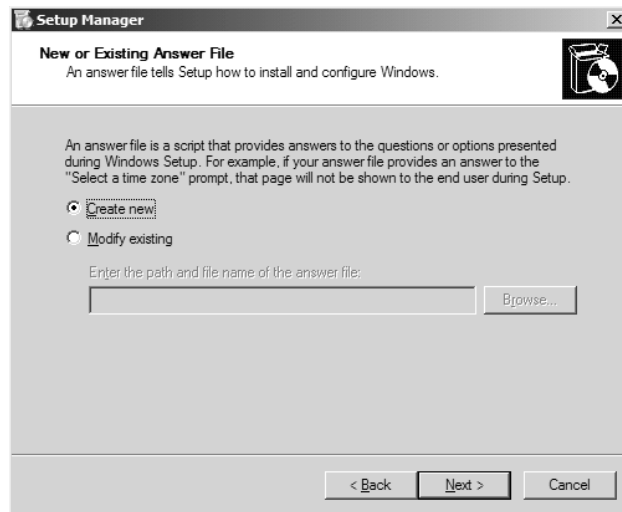 Setup Manager
New or Existing Answer File
An answer file tells Setup how to install and configure Windows.
An answer file is a script that provides answers to the questions or options presented
during Windows Setup. For example, if your answer file provides an answer to the
"Select a time zone" prompt, that page will not be shown to the end user during Setup.
Create new
Modify existing
Enter the path and file name of the answer file:
Browse...
< Back Next > Cancel